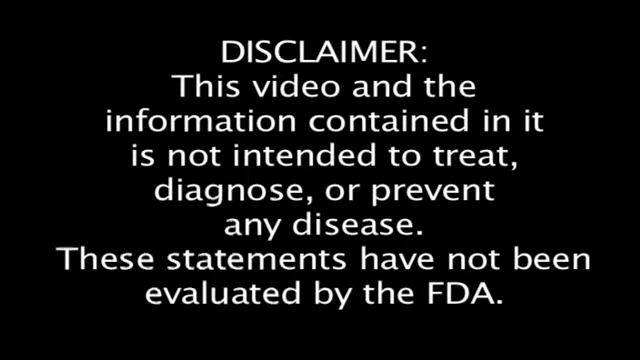 DISCLAIMER:
This video and the
information contained in it
is not intended to treat,
diagnose, or prevent
any disease.
These statements have not been
evaluated by the FDA.